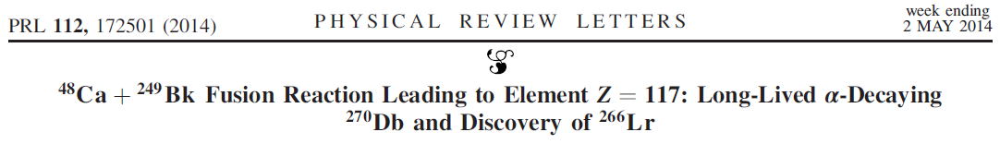 PRL 112, 172501 (2014)
PHYSICAL REVIEW LETTERS
week ending
2 MAY 2014
⁴⁸Ca + ²⁴⁹Bk Fusion Reaction Leading to Element Z = 117: Long-Lived α-Decaying
²⁷⁰Db and Discovery of ²⁶⁶Lr